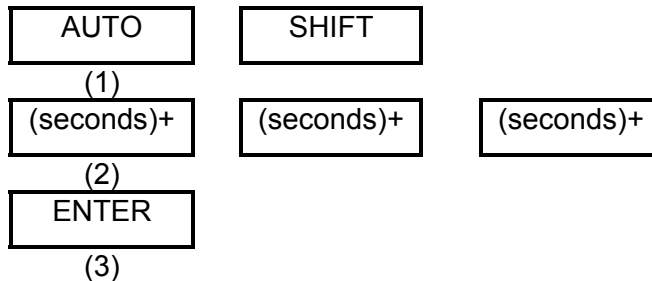 AUTO SHIFT
(1)
(seconds)+ (seconds)+ (seconds)+
(2)
ENTER
(3)